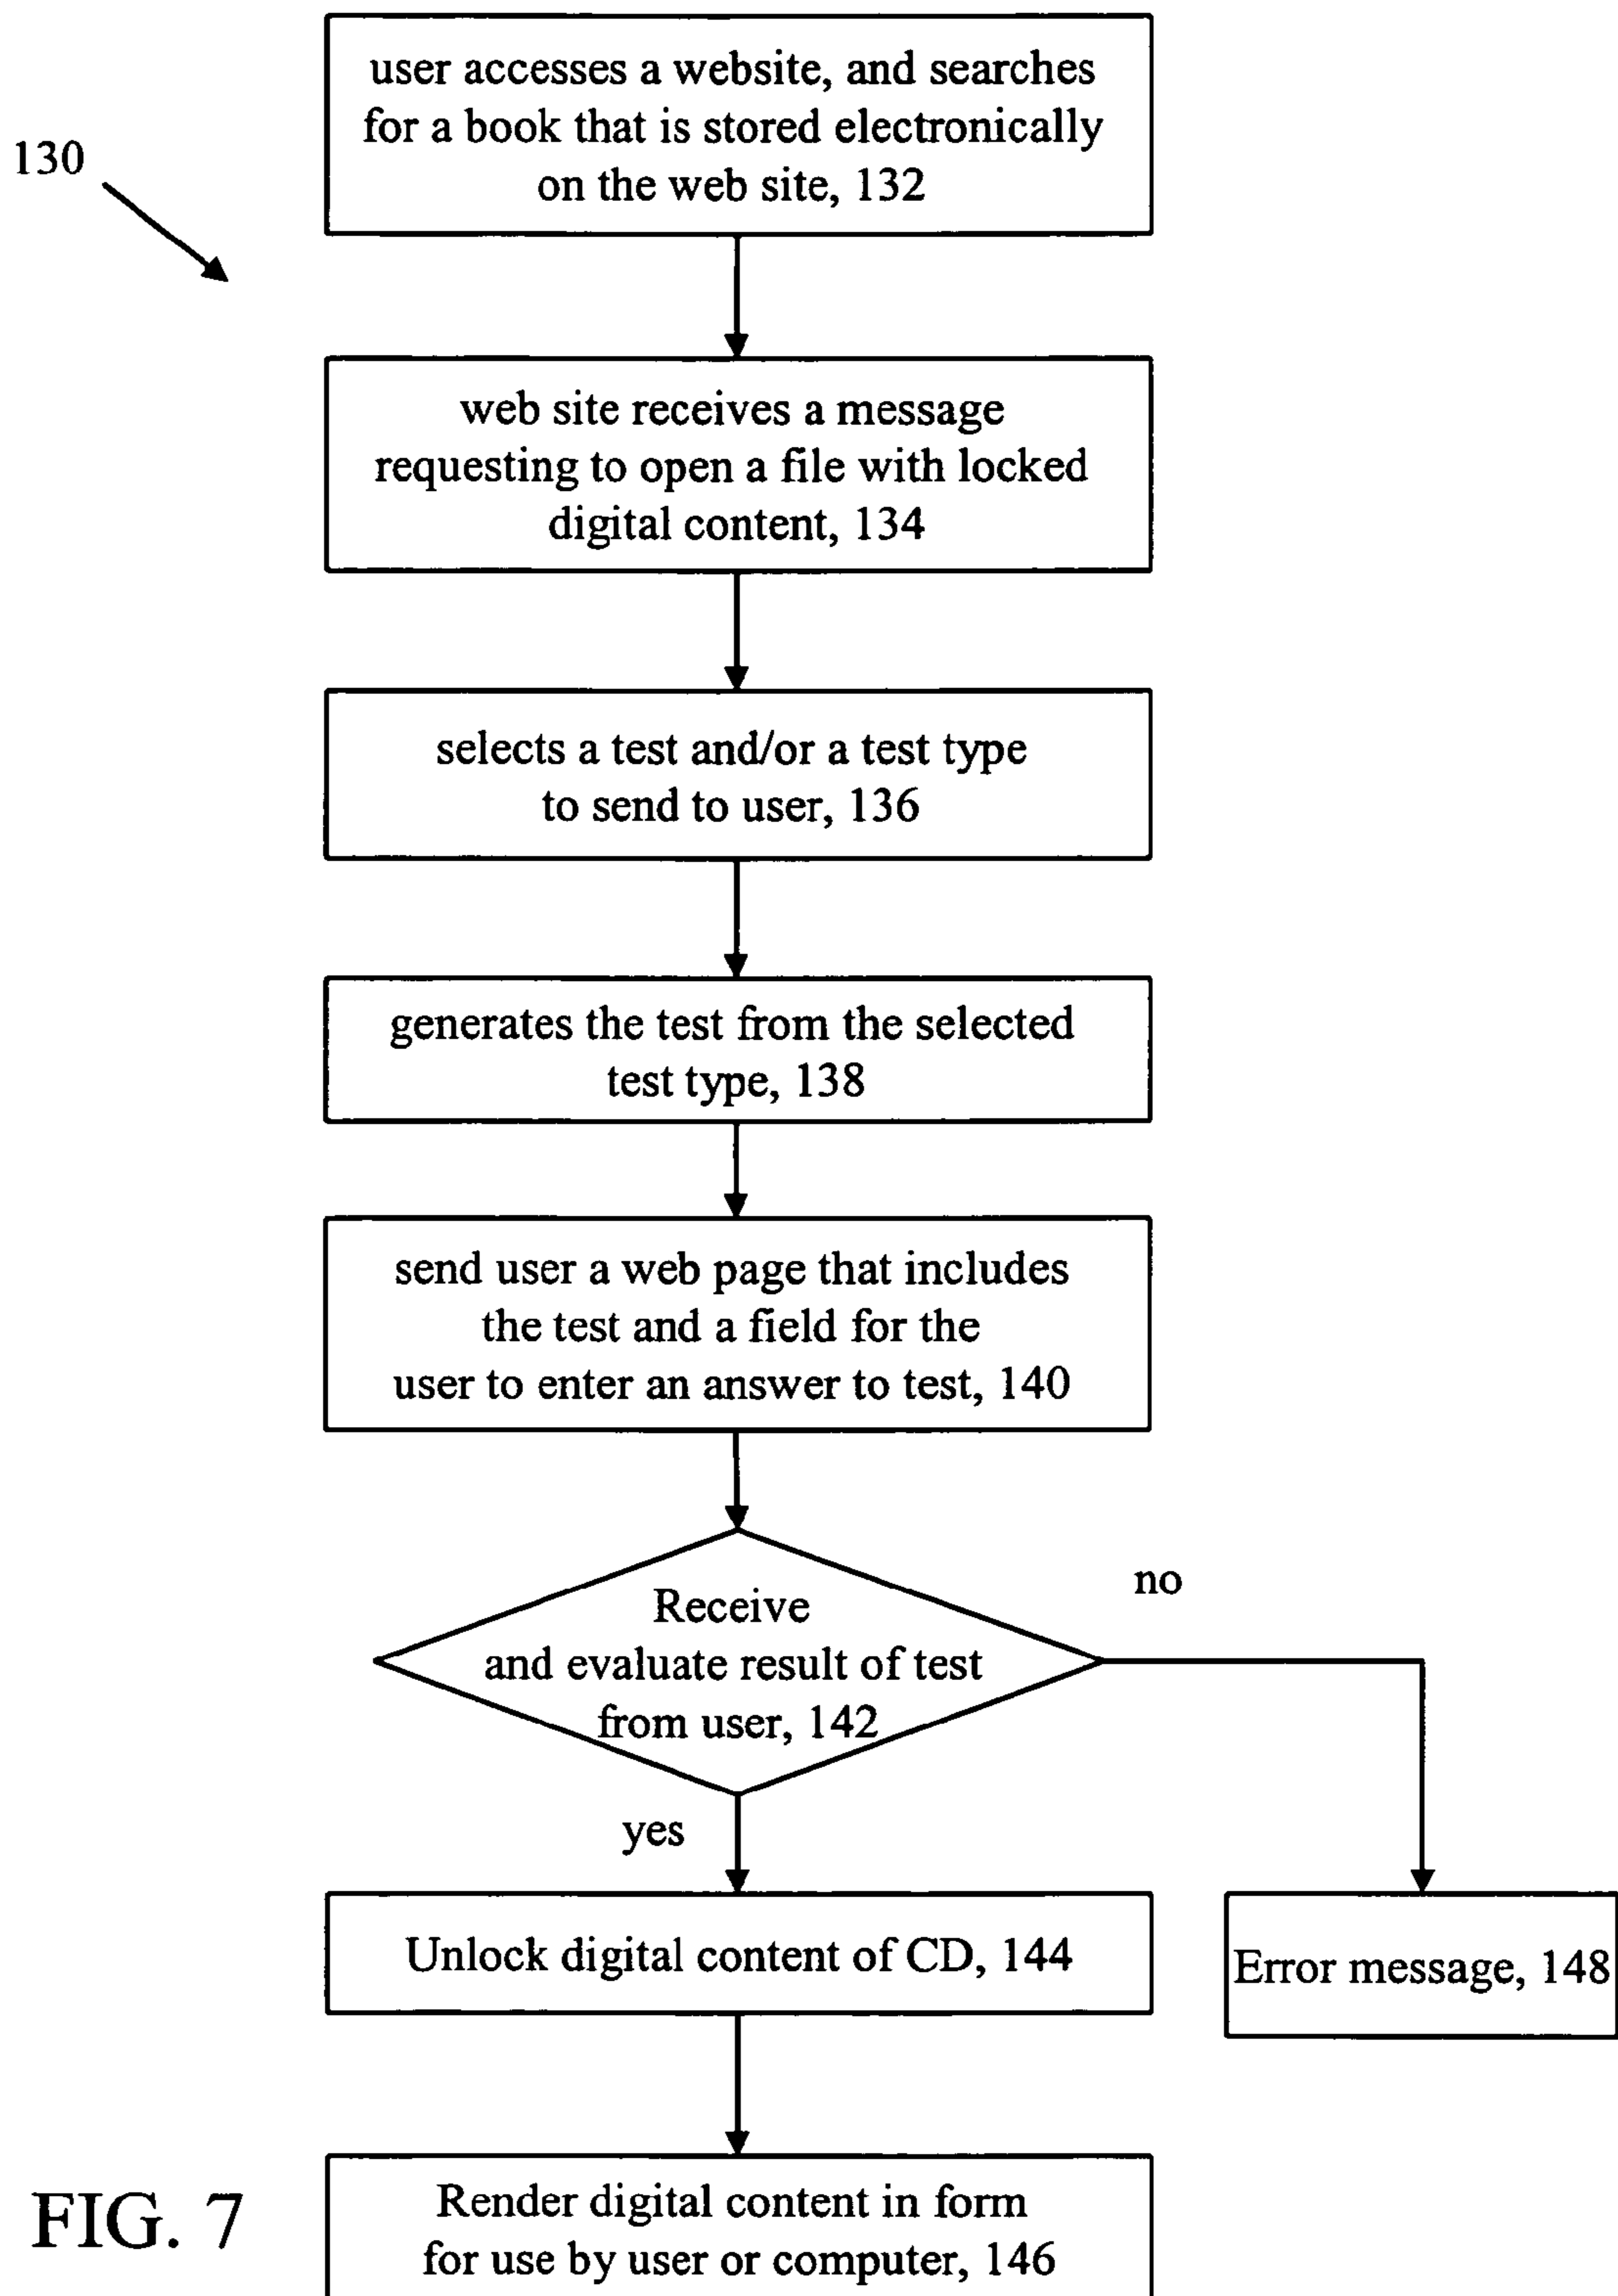 user accesses a website, and searches
for a book that is stored electronically
on the web site, 132
130
web site receives a message
requesting to open a file with locked
digital content, 134
selects a test and/or a test type
to send to user, 136
generates the test from the selected
test type, 138
send user a web page that includes
the test and a field for the
user to enter an answer to test, 140
no
Receive
and evaluate result of test
from user, 142
yes
Unlock digital content of CD, 144
Error message, 148
Render digital content in form
for use by user or computer, 146
FIG. 7